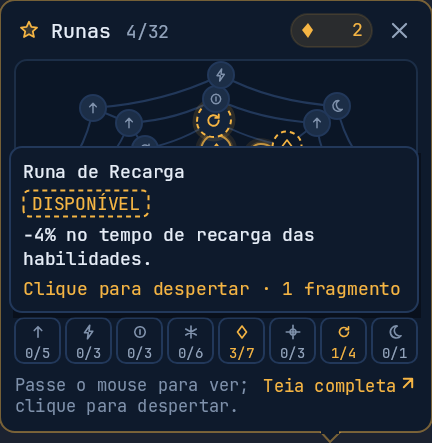 Runas 4/32 2
Runa de Recarga
DISPONÍVEL
-4% no tempo de recarga das
habilidades.
Clique para despertar · 1 fragmento
0/5 0/3 0/3 0/6 3/7 0/3 1/4 0/1
Passe o mouse para ver;
clique para despertar.
Teia completa